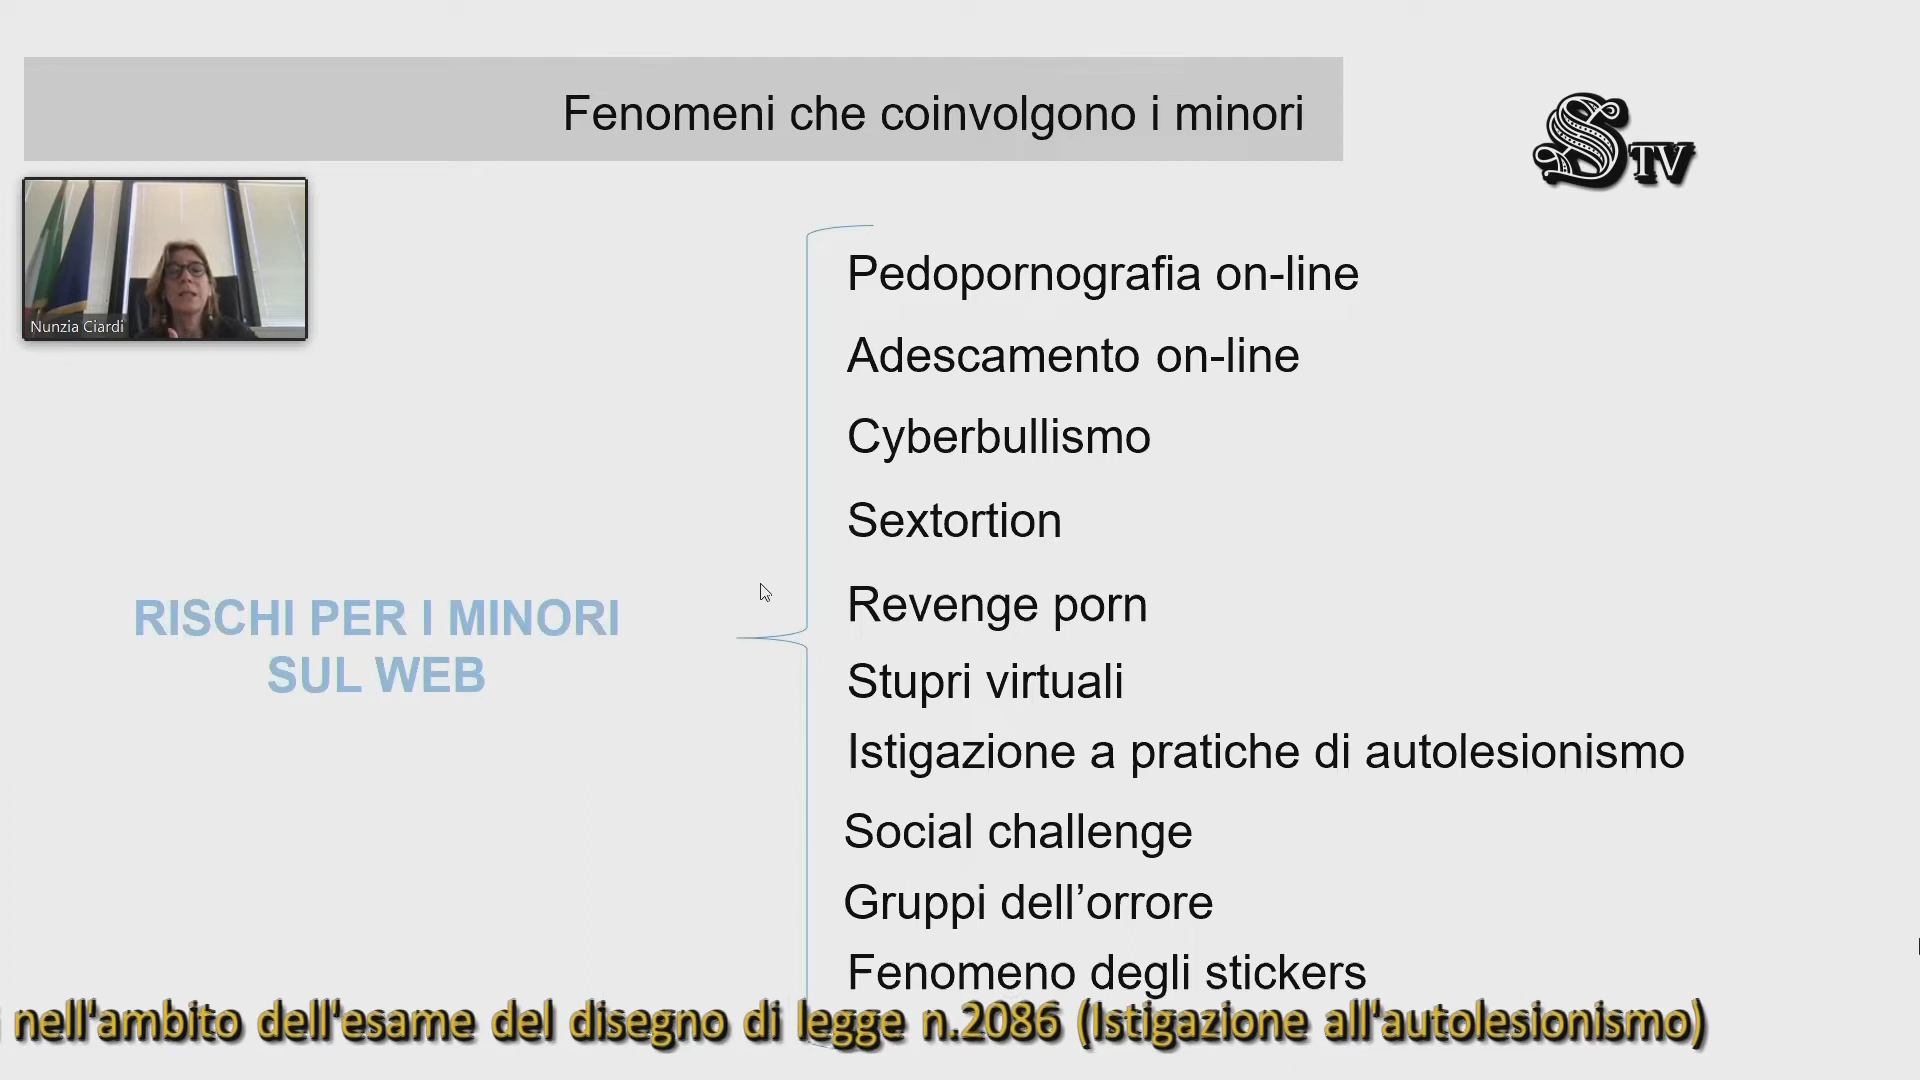 Fenomeni che coinvolgono i minori
STV
Nunzia Ciardi
RISCHI PER I MINORI
SUL WEB
Pedopornografia on-line
Adescamento on-line
Cyberbullismo
Sextortion
Revenge porn
Stupri virtuali
Istigazione a pratiche di autolesionismo
Social challenge
Gruppi dell’orrore
Fenomeno degli stickers
nell'ambito dell'esame del disegno di legge n.2086 (Istigazione all'autolesionismo)